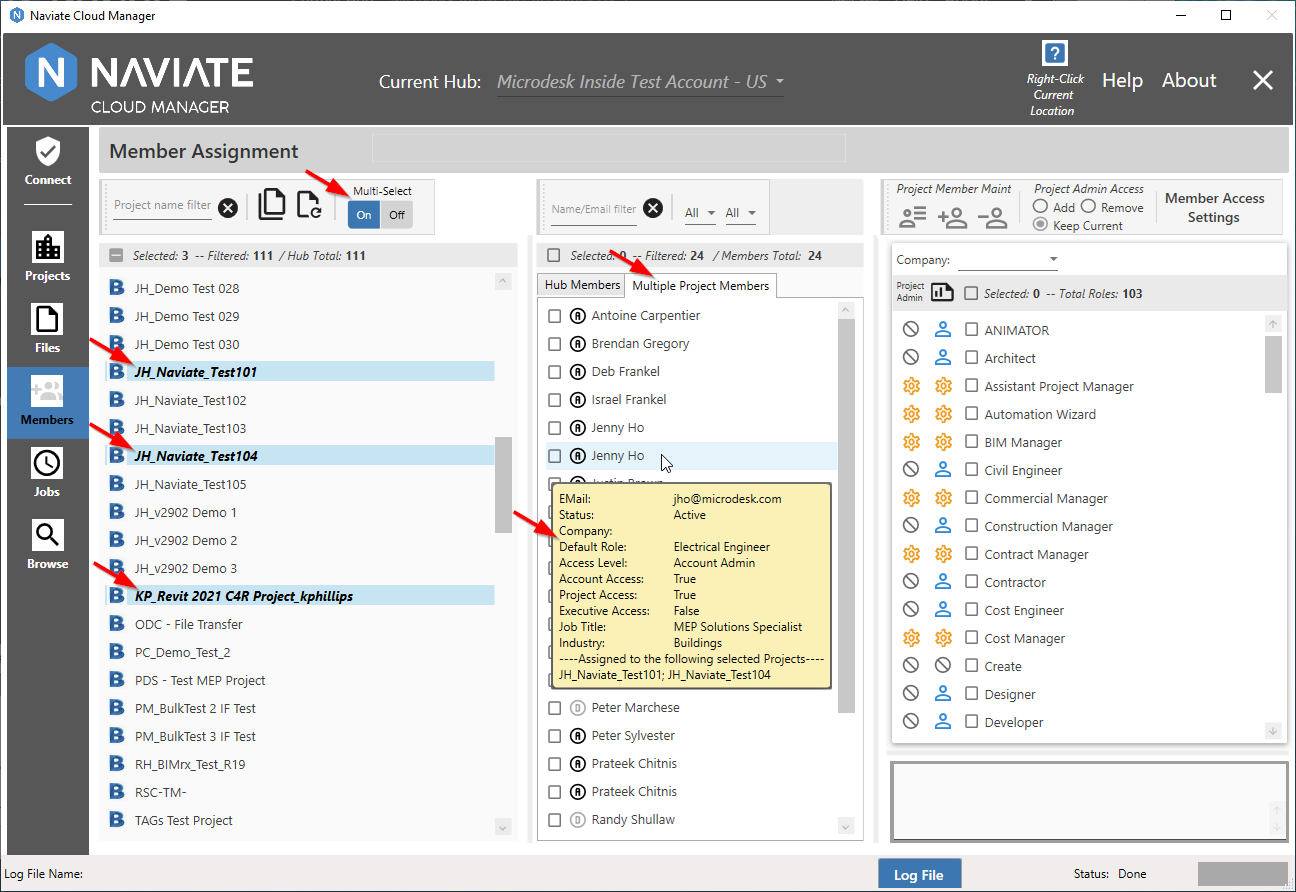 Naviate Cloud Manager
NAVIATE
CLOUD MANAGER
Current Hub: Microdesk Inside Test Account - US
Right-Click
Current
Location
Help
About
Connect
Projects
Files
Members
Jobs
Browse
Member Assignment
Project name filter
Multi-Select
On
Off
Selected: 3 -- Filtered: 111 / Hub Total: 111
JH_Demo Test 028
JH_Demo Test 029
JH_Demo Test 030
JH_Naviate_Test101
JH_Naviate_Test102
JH_Naviate_Test103
JH_Naviate_Test104
JH_Naviate_Test105
JH_v2902 Demo 1
JH_v2902 Demo 2
JH_v2902 Demo 3
KP_Revit 2021 C4R Project_kphillips
ODC - File Transfer
PC_Demo_Test_2
PDS - Test MEP Project
PM_BulkTest 2 IF Test
PM_BulkTest 3 IF Test
RH_BIMrx_Test_R19
RSC-TM-
TAGs Test Project
Name/Email filter
All
All
Selected: 0 -- Filtered: 24 / Members Total: 24
Hub Members
Multiple Project Members
Antoine Carpentier
Brendan Gregory
Deb Frankel
Israel Frankel
Jenny Ho
Jenny Ho
EMail: jho@microdesk.com
Status: Active
Company:
Default Role: Electrical Engineer
Access Level: Account Admin
Account Access: True
Project Access: True
Executive Access: False
Job Title: MEP Solutions Specialist
Industry: Buildings
----Assigned to the following selected Projects----
JH_Naviate_Test101; JH_Naviate_Test104
Peter Marchese
Peter Sylvester
Prateek Chitnis
Prateek Chitnis
Randy Shullaw
Project Member Maint
Project Admin Access
Add
Remove
Keep Current
Member Access
Settings
Company:
Project
Admin
Selected: 0 -- Total Roles: 103
ANIMATOR
Architect
Assistant Project Manager
Automation Wizard
BIM Manager
Civil Engineer
Commercial Manager
Construction Manager
Contract Manager
Contractor
Cost Engineer
Cost Manager
Create
Designer
Developer
Log File Name:
Log File
Status: Done